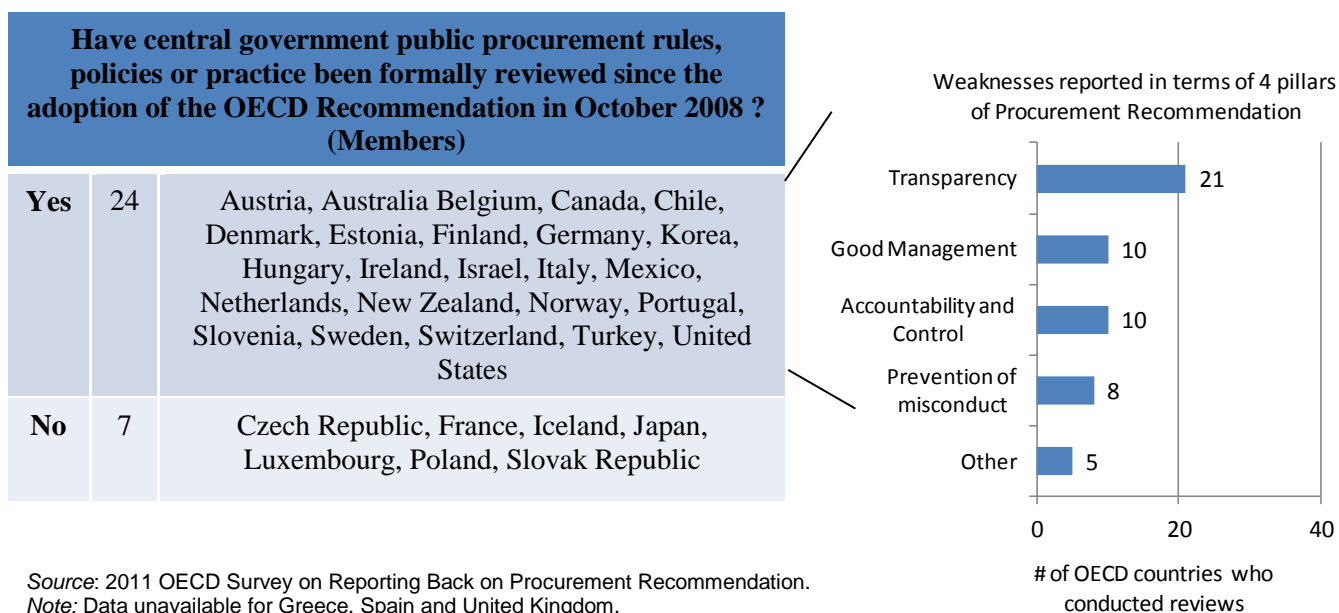 Have central government public procurement rules,
policies or practice been formally reviewed since the
adoption of the OECD Recommendation in October 2008 ?
(Members)
Yes
24
Austria, Australia Belgium, Canada, Chile,
Denmark, Estonia, Finland, Germany, Korea,
Hungary, Ireland, Israel, Italy, Mexico,
Netherlands, New Zealand, Norway, Portugal,
Slovenia, Sweden, Switzerland, Turkey, United
States
No
7
Czech Republic, France, Iceland, Japan,
Luxembourg, Poland, Slovak Republic
Weaknesses reported in terms of 4 pillars
of Procurement Recommendation
Transparency
21
Good Management
10
Accountability and
Control
10
Prevention of
misconduct
8
Other
5
0
20
40
# of OECD countries who
conducted reviews
Source: 2011 OECD Survey on Reporting Back on Procurement Recommendation.
Note: Data unavailable for Greece, Spain and United Kingdom.